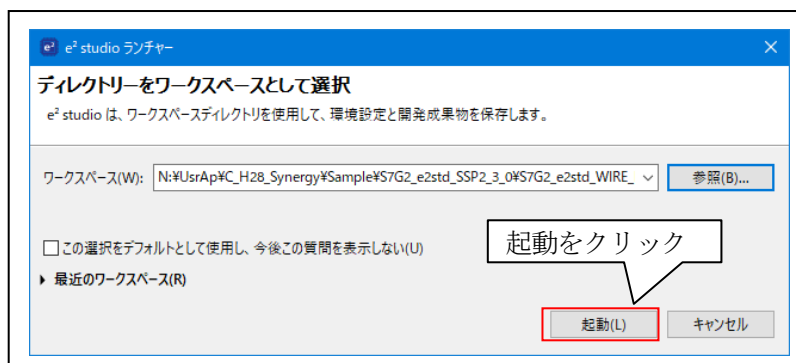 e² studio ランチャー
ディレクトリーをワークスペースとして選択
e² studio は、ワークスペースディレクトリを使用して、環境設定と開発成果物を保存します。
ワークスペース(W): N:¥UsrAp¥C_H28_Synergy¥Sample¥S7G2_e2std_SSP2_3_0¥S7G2_e2std_WIRE_ 参照(B)...
起動をクリック
この選択をデフォルトとして使用し、今後この質問を表示しない(U)
最近のワークスペース(R)
起動(L) キャンセル